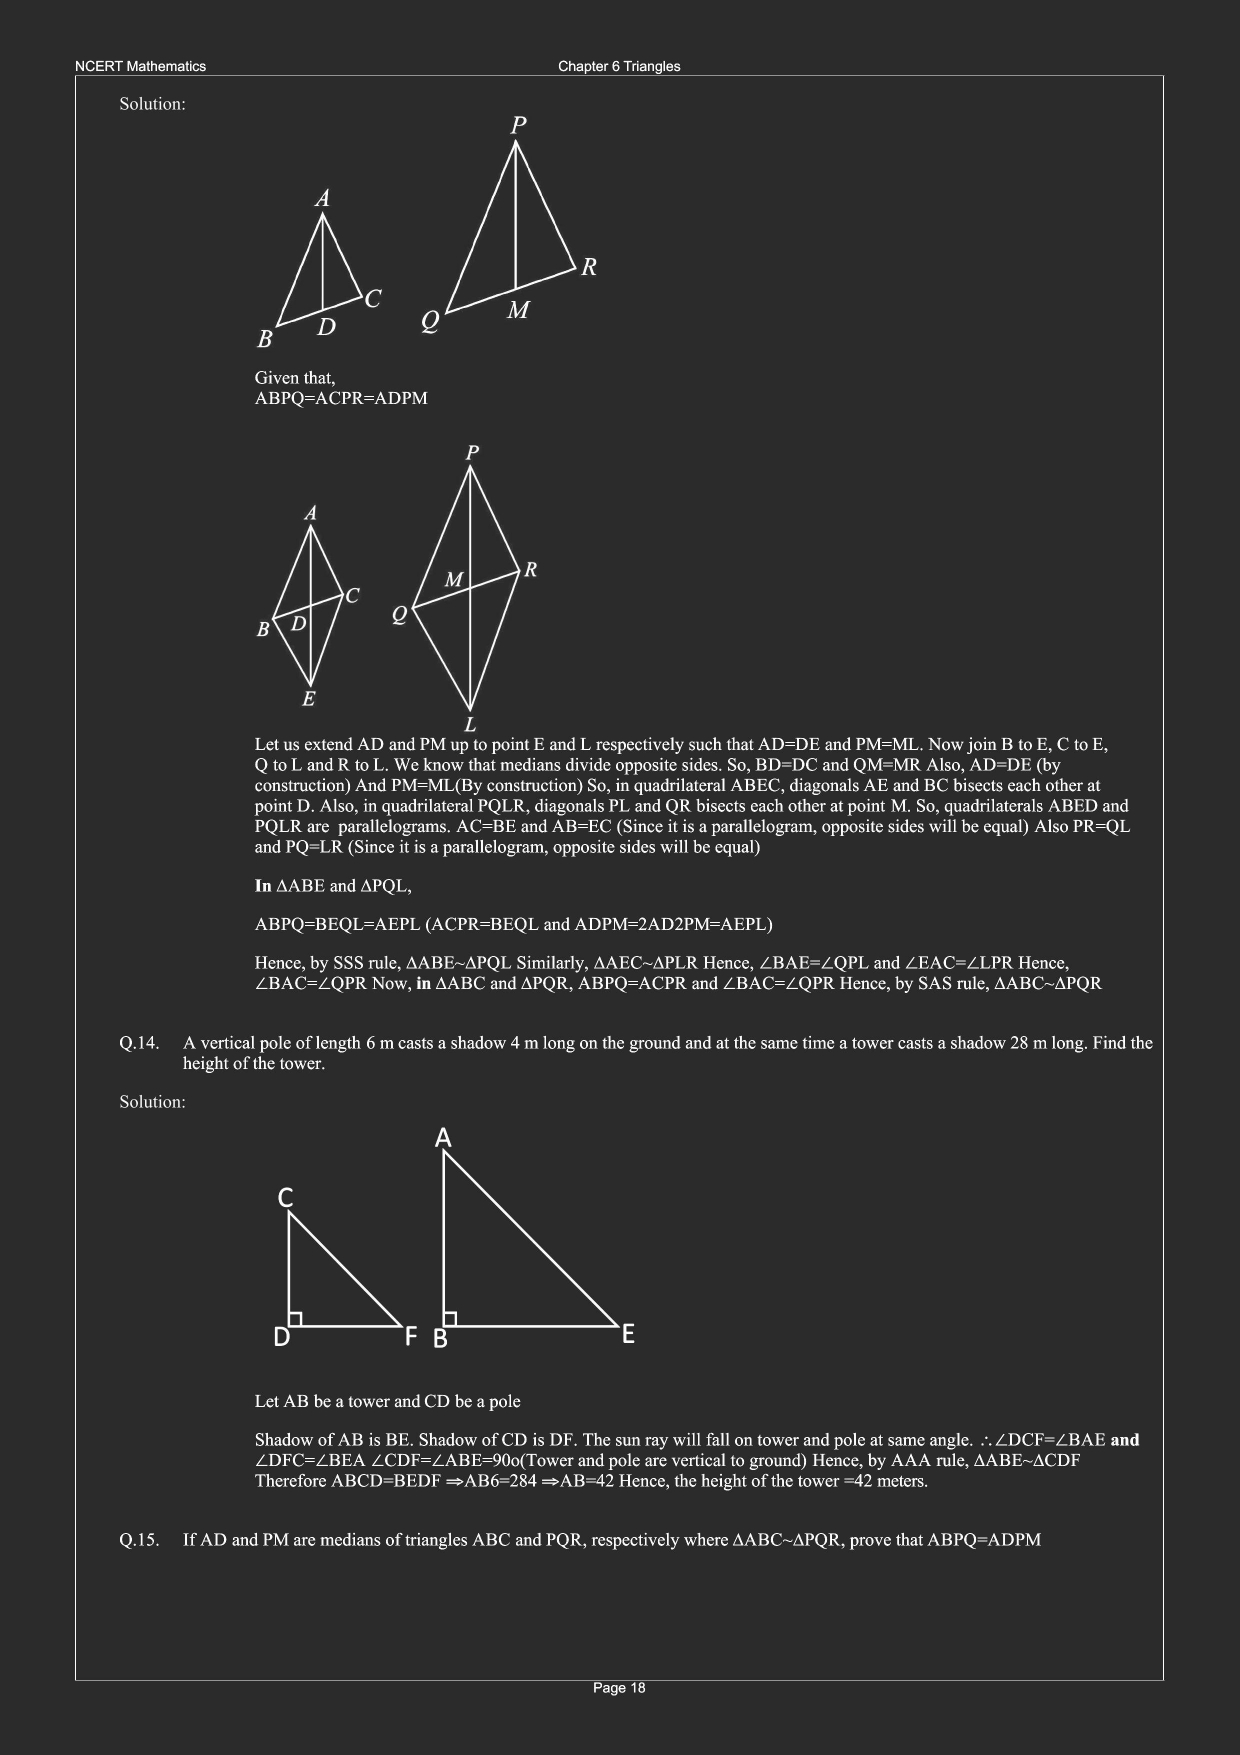 NCERT Mathematics
Chapter 6 Triangles
Solution:
P
A
R
C
M
Q
D
B
Given that,
ABPQ=ACPR=ADPM
P
A
R
M
C
Q
D
B
E
L
Let us extend AD and PM up to point E and L respectively such that AD=DE and PM=ML. Now join B to E, C to E,
Q to L and R to L. We know that medians divide opposite sides. So, BD=DC and QM=MR Also, AD=DE (by
construction) And PM=ML(By construction) So, in quadrilateral ABEC, diagonals AE and BC bisects each other at
point D. Also, in quadrilateral PQLR, diagonals PL and QR bisects each other at point M. So, quadrilaterals ABED and
PQLR are parallelograms. AC=BE and AB=EC (Since it is a parallelogram, opposite sides will be equal) Also PR=QL
and PQ=LR (Since it is a parallelogram, opposite sides will be equal)
In ΔABE and ΔPQL,
ABPQ=BEQL=AEPL (ACPR=BEQL and ADPM=2AD2PM=AEPL)
Hence, by SSS rule, ΔABE~ΔPQL Similarly, ΔAEC~ΔPLR Hence, ∠BAE=∠QPL and ∠EAC=∠LPR Hence,
∠BAC=∠QPR Now, in ΔABC and ΔPQR, ABPQ=ACPR and ∠BAC=∠QPR Hence, by SAS rule, ΔABC~ΔPQR
Q.14. A vertical pole of length 6 m casts a shadow 4 m long on the ground and at the same time a tower casts a shadow 28 m long. Find the
height of the tower.
Solution:
A
C
D
F
B
E
Let AB be a tower and CD be a pole
Shadow of AB is BE. Shadow of CD is DF. The sun ray will fall on tower and pole at same angle. ∴∠DCF=∠BAE and
∠DFC=∠BEA ∠CDF=∠ABE=90o(Tower and pole are vertical to ground) Hence, by AAA rule, ΔABE~ΔCDF
Therefore ABCD=BEDF ⇒AB6=284 ⇒AB=42 Hence, the height of the tower =42 meters.
Q.15. If AD and PM are medians of triangles ABC and PQR, respectively where ΔABC~ΔPQR, prove that ABPQ=ADPM
Page 18